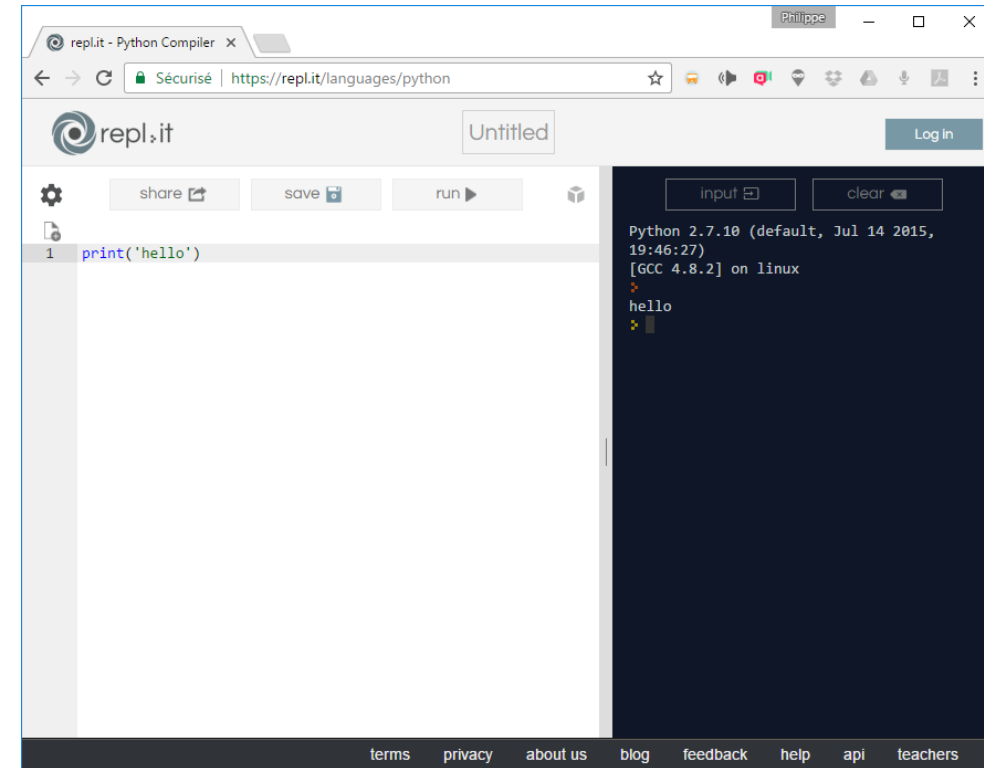 Philippe
repl.it - Python Compiler
Sécurisé https://repl.it/languages/python
repl.it
Untitled
Log in
share
save
run
input
clear
1 print('hello')
Python 2.7.10 (default, Jul 14 2015,
19:46:27)
[GCC 4.8.2] on linux
>
hello
>
terms privacy about us blog feedback help api teachers